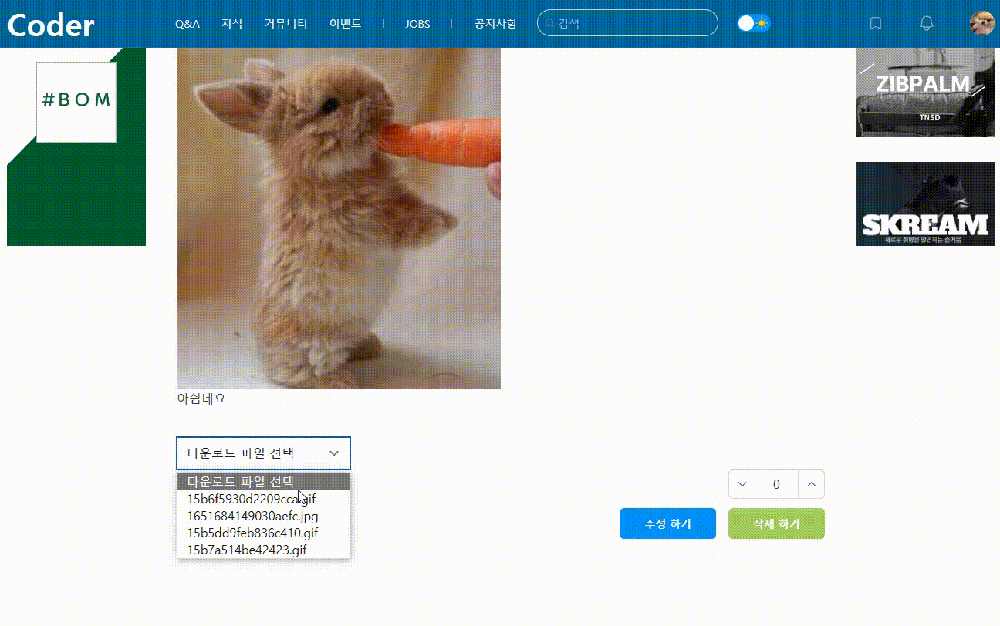 Coder
Q&A 지식 커뮤니티 이벤트 | JOBS | 공지사항 검색
#BOM
ZIBPALM
TNSD
SKREAM
새로운 취향을 발견하는 즐거움
아쉽네요
다운로드 파일 선택
다운로드 파일 선택
15b6f5930d2209cca.gif
1651684149030aefc.jpg
15b5dd9feb836c410.gif
15b7a514be42423.gif
0
수정 하기 삭제 하기